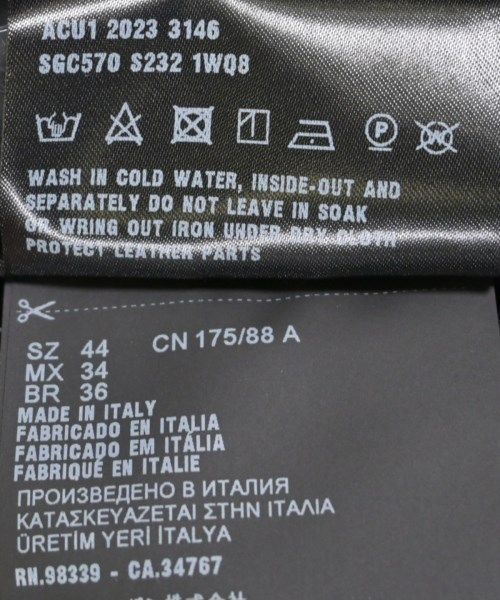 ACU1 2023 3146
SGC570 S232 1WQ8
P
WASH IN COLD WATER, INSIDE-OUT AND
SEPARATELY DO NOT LEAVE IN SOAK
OR WRING OUT IRON UNDER DRY CLOTH
PROTECT LEATHER PARTS
SZ 44 CN 175/88 A
MX 34
BR 36
MADE IN ITALY
FABRICADO EN ITALIA
FABRICADO EM ITÁLIA
FABRIQUÉ EN ITALIE
ПРОИЗВЕДЕНО В ИТАЛИЯ
ΚΑΤΑΣΚΕΥΑΖΕΤΑΙ ΣΤΗΝ ΙΤΑΛΙΑ
ÜRETİM YERİ İTALYA
RN.98339 - CA.34767